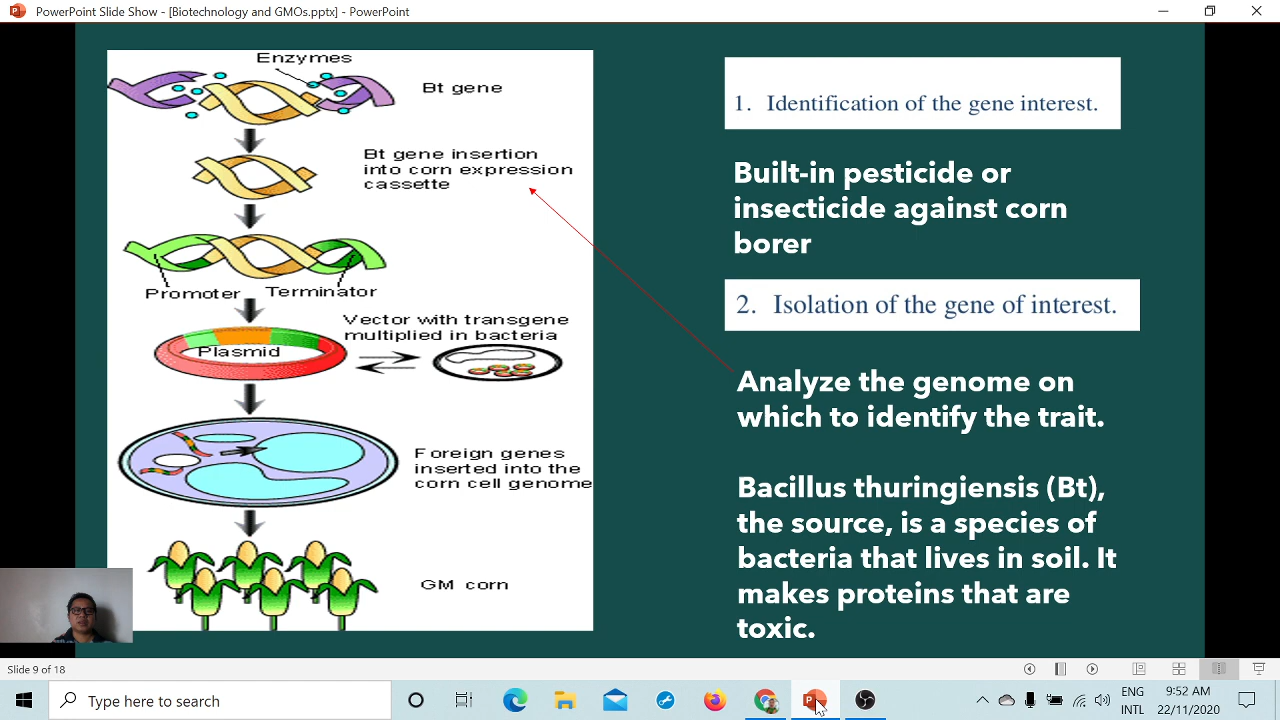 PowerPoint Slide Show - [Biotechnology and GMOs.pptx] - PowerPoint
Enzymes
Bt gene
Bt gene insertion
into corn expression
cassette
Promoter
Terminator
Vector with transgene
multiplied in bacteria
Plasmid
Foreign genes
inserted into the
corn cell genome
GM corn
1. Identification of the gene interest.
Built-in pesticide or
insecticide against corn
borer
2. Isolation of the gene of interest.
Analyze the genome on
which to identify the trait.
Bacillus thuringiensis (Bt),
the source, is a species of
bacteria that lives in soil. It
makes proteins that are
toxic.
Slide 9 of 18
Type here to search
ENG
INTL
9:52 AM
22/11/2020